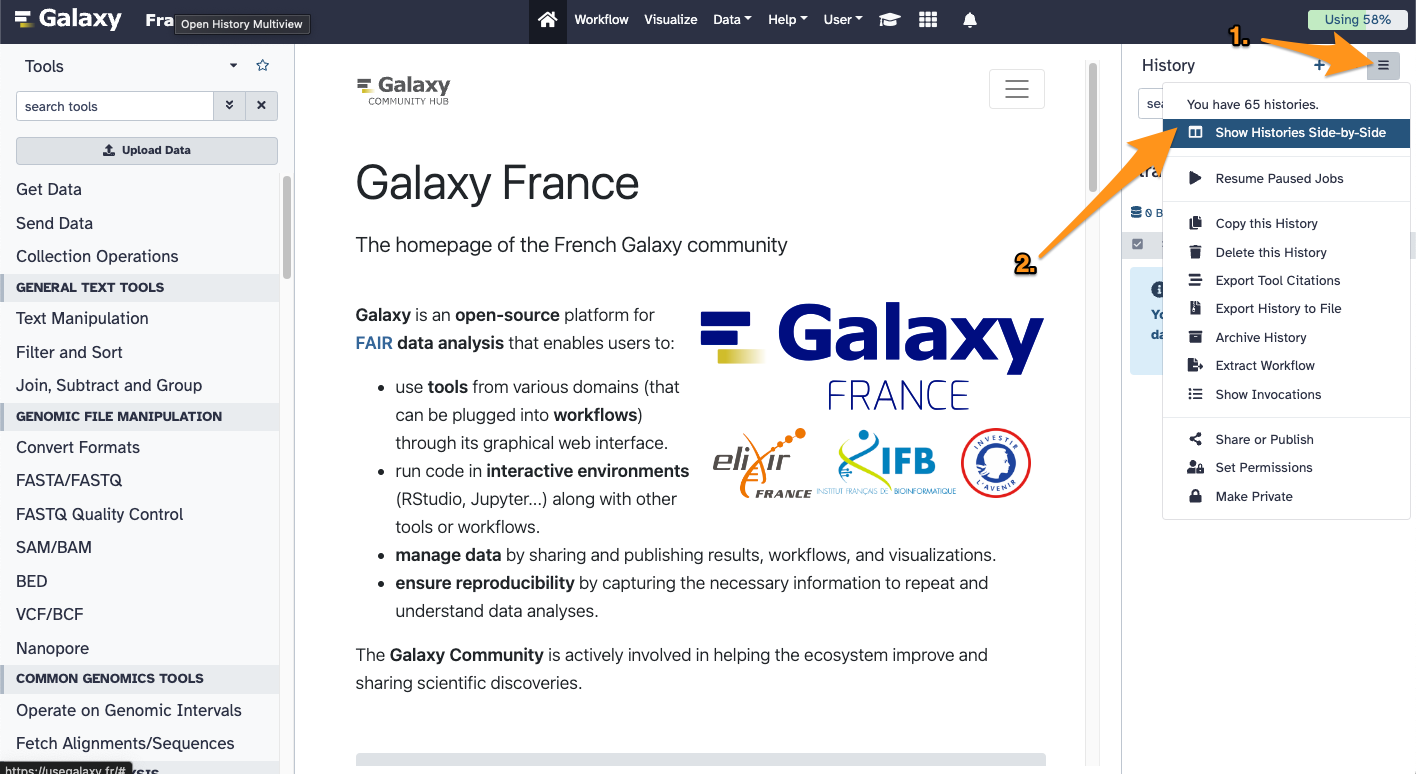 Galaxy
Fra
Open History Multiview
Workflow
Visualize
Data
Help
User
Using 58%
1.
Tools
search tools
Upload Data
Get Data
Send Data
Collection Operations
GENERAL TEXT TOOLS
Text Manipulation
Filter and Sort
Join, Subtract and Group
GENOMIC FILE MANIPULATION
Convert Formats
FASTA/FASTQ
FASTQ Quality Control
SAM/BAM
BED
VCF/BCF
Nanopore
COMMON GENOMICS TOOLS
Operate on Genomic Intervals
Fetch Alignments/Sequences
https://usegalaxy.fr/#
Galaxy
COMMUNITY HUB
Galaxy France
The homepage of the French Galaxy community
Galaxy is an open-source platform for
FAIR data analysis that enables users to:
• use tools from various domains (that
can be plugged into workflows)
through its graphical web interface.
• run code in interactive environments
(RStudio, Jupyter...) along with other
tools or workflows.
• manage data by sharing and publishing results, workflows, and visualizations.
• ensure reproducibility by capturing the necessary information to repeat and
understand data analyses.
The Galaxy Community is actively involved in helping the ecosystem improve and
sharing scientific discoveries.
Galaxy
FRANCE
elixir
FRANCE
IFB
INSTITUT FRANÇAIS DE BIOINFORMATIQUE
INVESTIR
L'AVENIR
2.
History
+
sea
You have 65 histories.
Show Histories Side-by-Side
Resume Paused Jobs
0 B
Copy this History
Delete this History
Export Tool Citations
Export History to File
Archive History
Extract Workflow
Show Invocations
Share or Publish
Set Permissions
Make Private
Yo
da